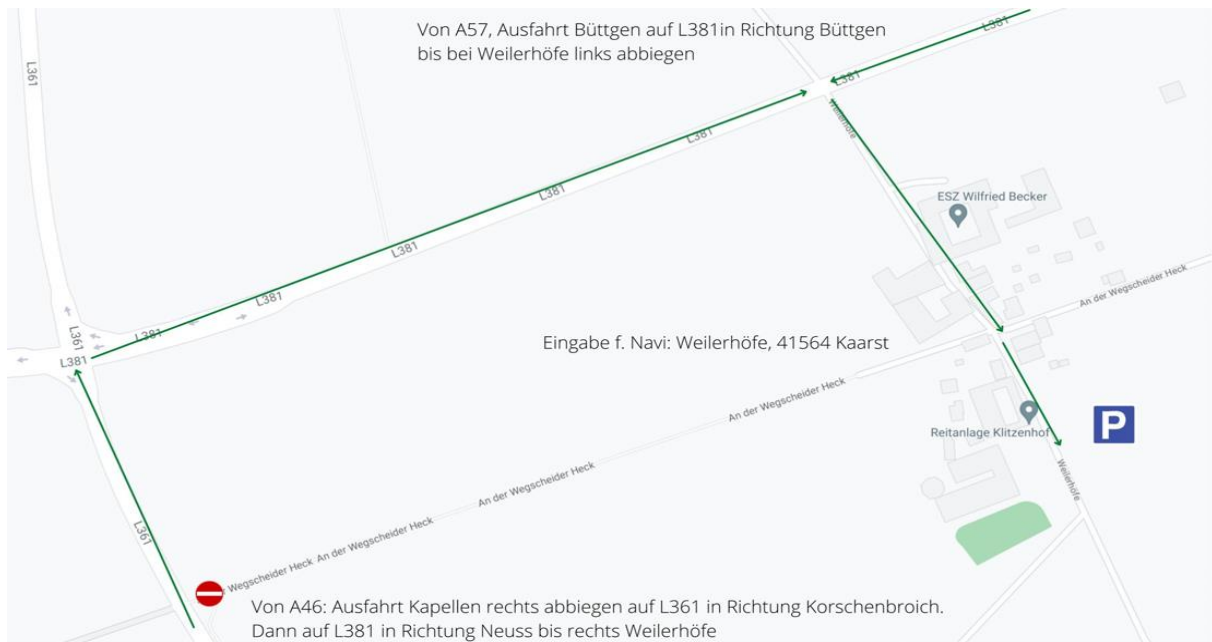 Von A57, Ausfahrt Büttgen auf L381in Richtung Büttgen
bis bei Weilerhöfe links abbiegen
L381
L381
L361
Weilerhöfe
L381
L381
ESZ Wilfried Becker
L381
L381
An der Wegscheider Heck
L381
L361
L381
Eingabe f. Navi: Weilerhöfe, 41564 Kaarst
An der Wegscheider Heck
P
Reitanlage Klitzenhof
Weilerhöfe
An der Wegscheider Heck
L361
An der Wegscheider Heck
Wegscheider Heck
Von A46: Ausfahrt Kapellen rechts abbiegen auf L361 in Richtung Korschenbroich.
Dann auf L381 in Richtung Neuss bis rechts Weilerhöfe